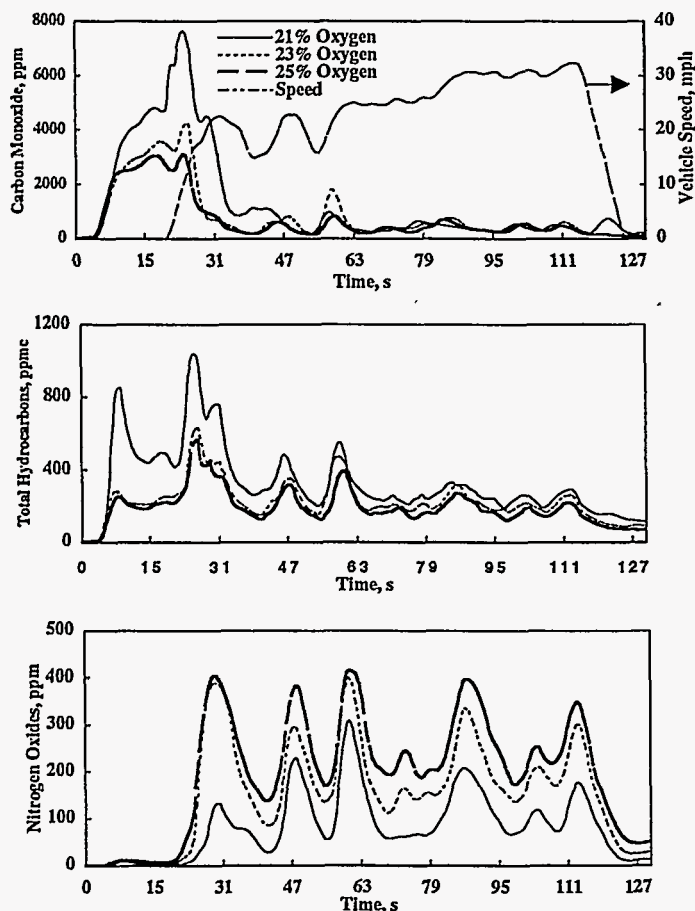 8000
6000
4000
2000
0
Carbon Monoxide, ppm
21% Oxygen
23% Oxygen
25% Oxygen
Speed
40
30
20
10
0
Vehicle Speed, mph
0 15 31 47 63 79 95 111 127
Time, s
1200
800
400
0
Total Hydrocarbons, ppmc
0 15 31 47 63 79 95 111 127
Time, s
500
400
300
200
100
0
Nitrogen Oxides, ppm
0 15 31 47 63 79 95 111 127
Time, s